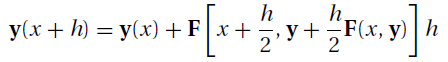 y(x + h) = y(x) + F[x + h/2, y + h/2 F(x, y)] h